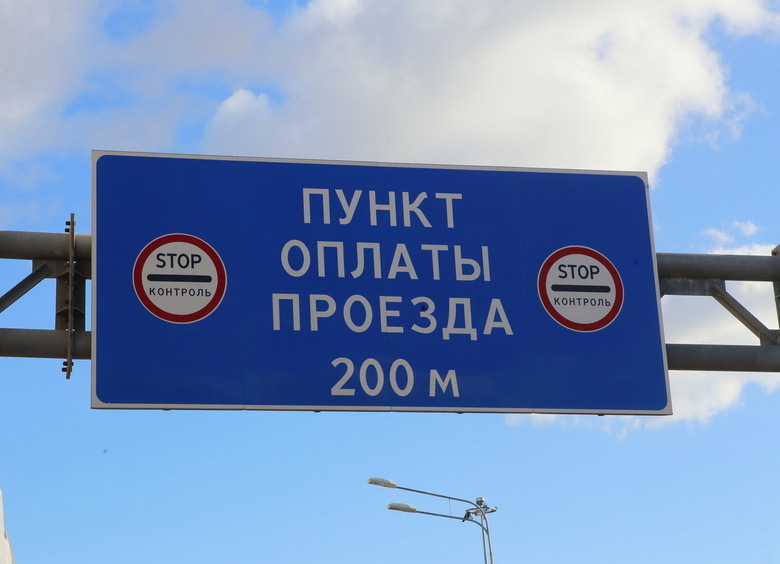 ПУНКТ
ОПЛАТЫ
ПРОЕЗДА
200 м
STOP
КОНТРОЛЬ
STOP
КОНТРОЛЬ